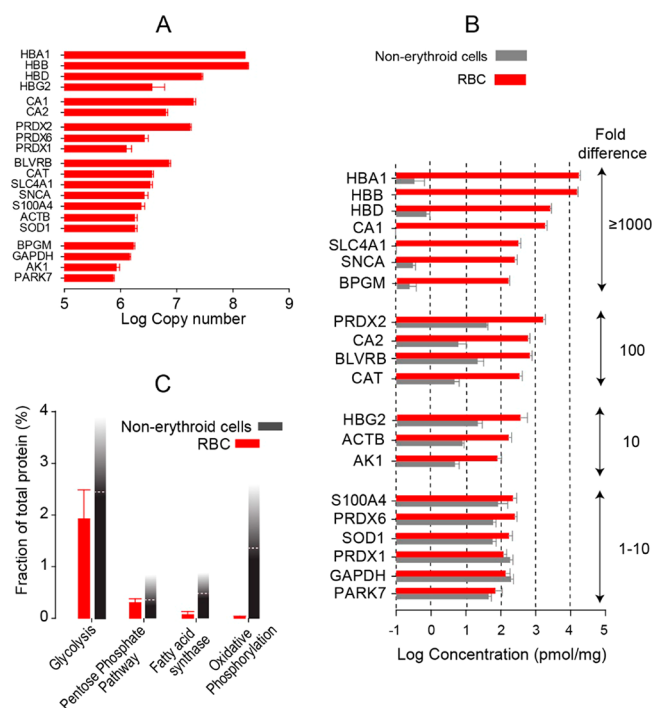 A
HBA1
HBB
HBD
HBG2
CA1
CA2
PRDX2
PRDX6
PRDX1
BLVRB
CAT
SLC4A1
SNCA
S100A4
ACTB
SOD1
BPGM
GAPDH
AK1
PARK7
5 6 7 8 9
Log Copy number
B
Non-erythroid cells
RBC
Fold
difference
HBA1
HBB
HBD
CA1
SLC4A1
SNCA
BPGM
≥1000
PRDX2
CA2
BLVRB
CAT
100
HBG2
ACTB
AK1
10
S100A4
PRDX6
SOD1
PRDX1
GAPDH
PARK7
1-10
-1 0 1 2 3 4
Log Concentration (pmol/mg)
C
Non-erythroid cells
RBC
Fraction of total protein (%)
4
3
2
1
0
Glycolysis
Pentose Phosphate
Pathway
Fatty acid
synthase
Oxidative
Phosphorylation